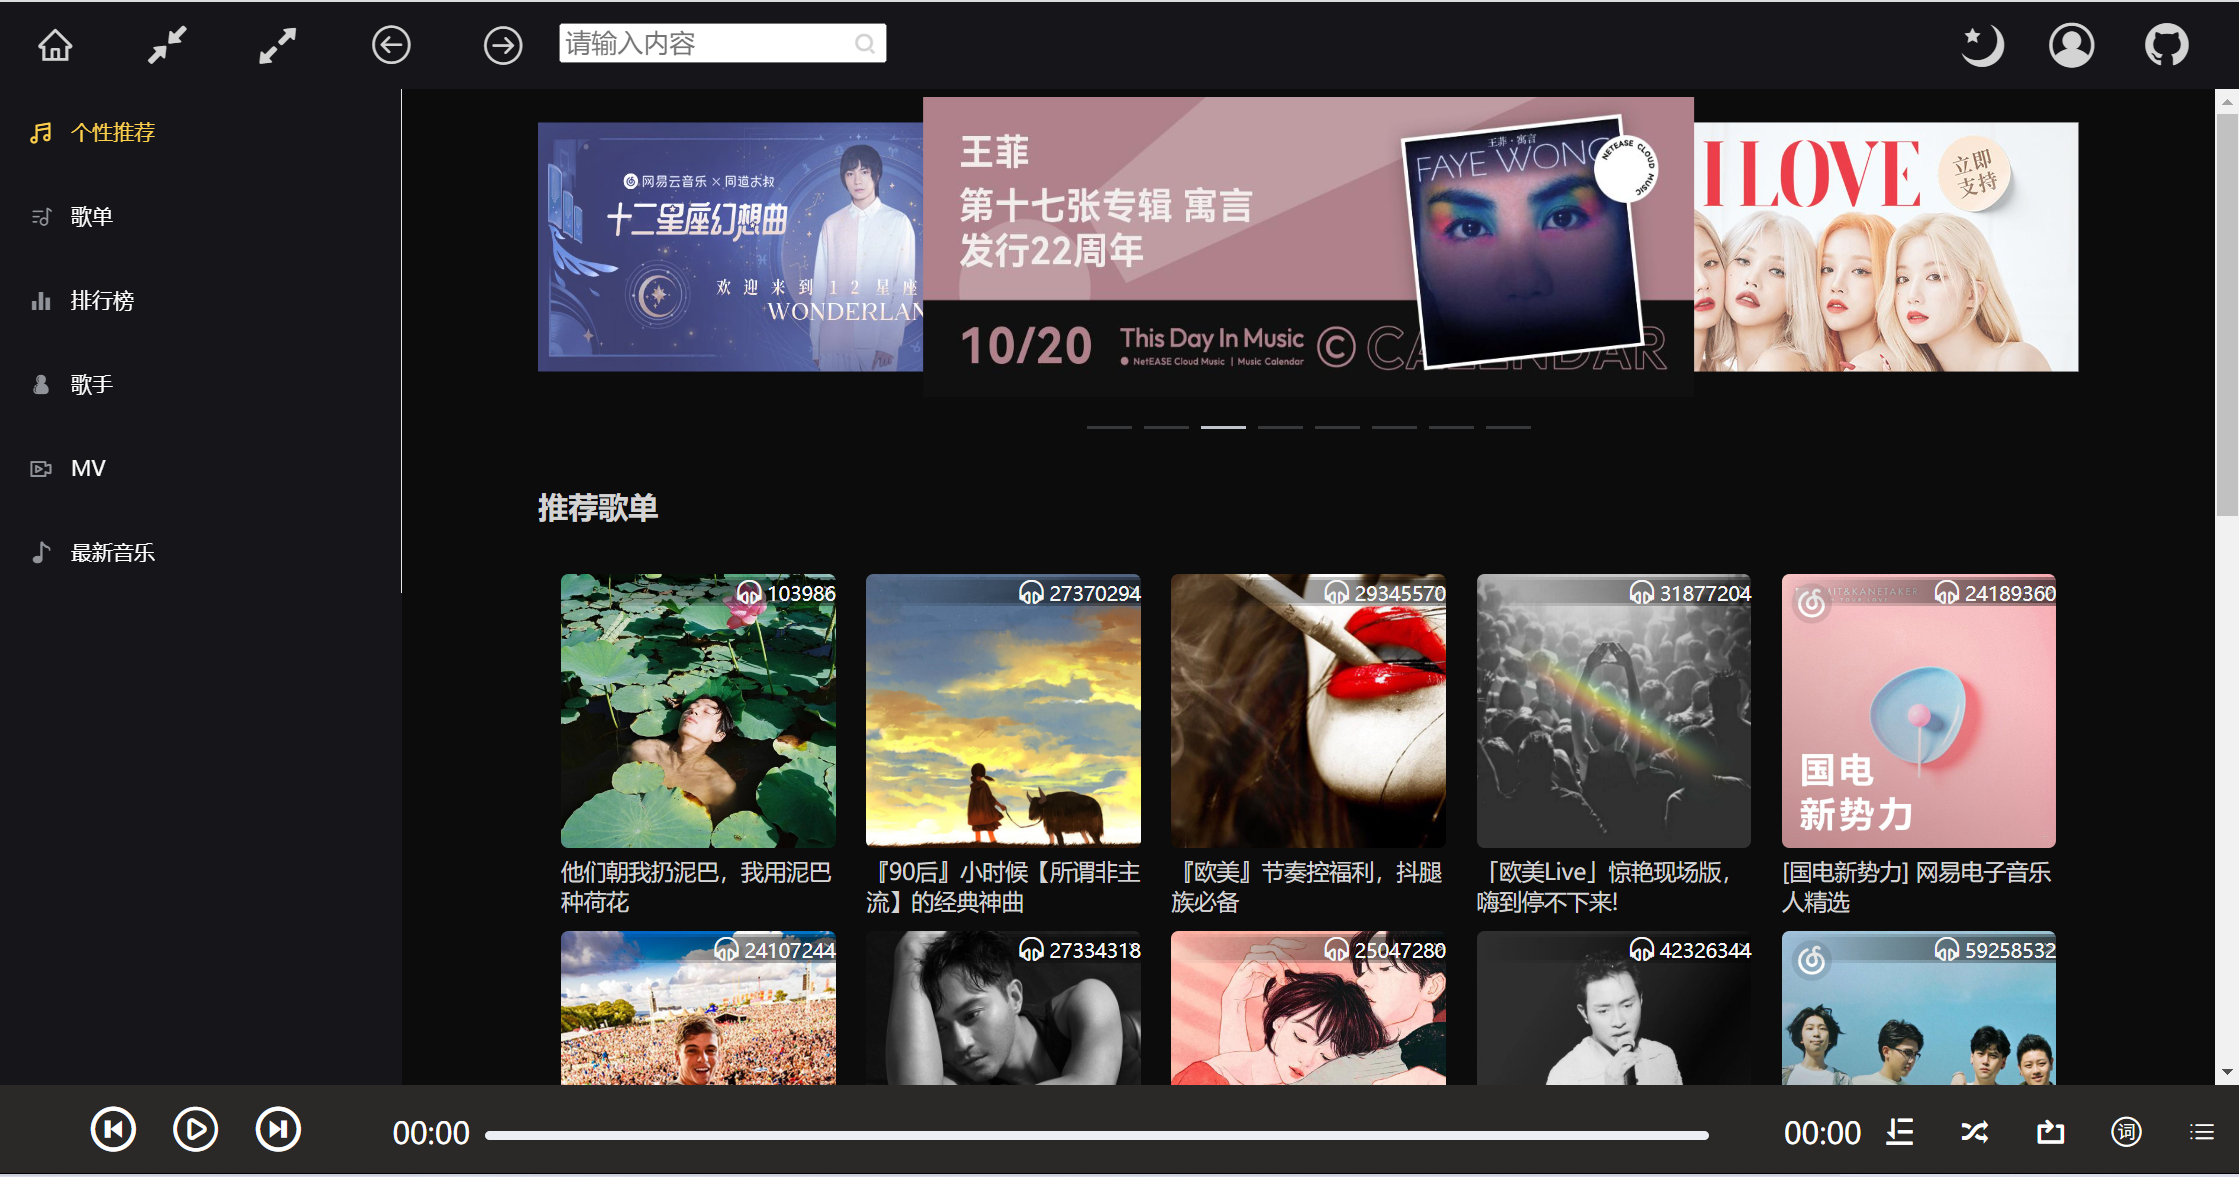 请输入内容
个性推荐
歌单
排行榜
歌手
MV
最新音乐
网易云音乐 × 同道大叔
十二星座幻想曲
欢迎来到12星座
WONDERLAN
王菲
第十七张专辑 寓言
发行22周年
10/20
This Day In Music
NetEASE Cloud Music | Music Calendar
CALENDAR
王菲·寓言
FAYE WONG
NETEASE CLOUD MUSIC
I LOVE
立即
支持
推荐歌单
103986
27370294
29345570
31877204
24189360
国电
新势力
他们朝我扔泥巴，我用泥巴
种荷花
『90后』小时候【所谓非主
流】的经典神曲
『欧美』节奏控福利，抖腿
族必备
「欧美Live」惊艳现场版，
嗨到停不下来!
[国电新势力] 网易电子音乐
人精选
24107244
27334318
25047280
42326344
59258532
00:00
00:00
词